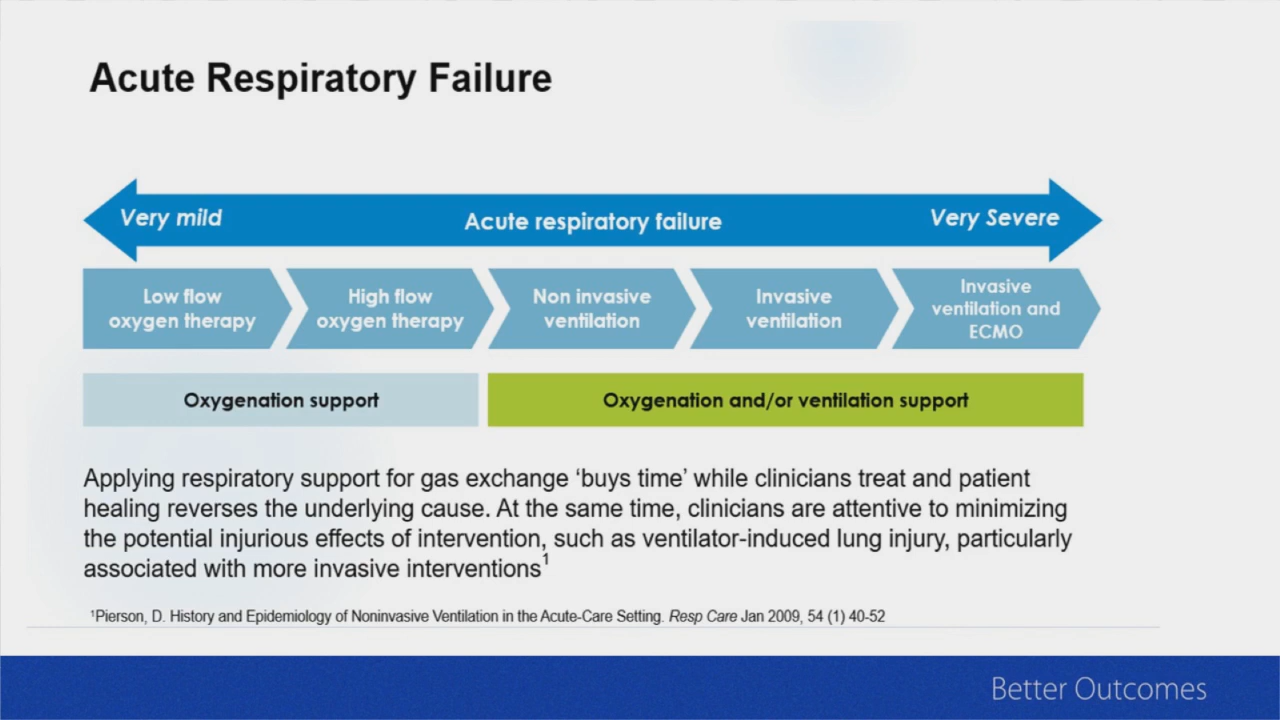 Acute Respiratory Failure
Very mild
Acute respiratory failure
Very Severe
Low flow
oxygen therapy
High flow
oxygen therapy
Non invasive
ventilation
Invasive
ventilation
Invasive
ventilation and
ECMO
Oxygenation support
Oxygenation and/or ventilation support
Applying respiratory support for gas exchange ‘buys time’ while clinicians treat and patient
healing reverses the underlying cause. At the same time, clinicians are attentive to minimizing
the potential injurious effects of intervention, such as ventilator-induced lung injury, particularly
associated with more invasive interventions¹
¹Pierson, D. History and Epidemiology of Noninvasive Ventilation in the Acute-Care Setting. Resp Care Jan 2009, 54 (1) 40-52
Better Outcomes